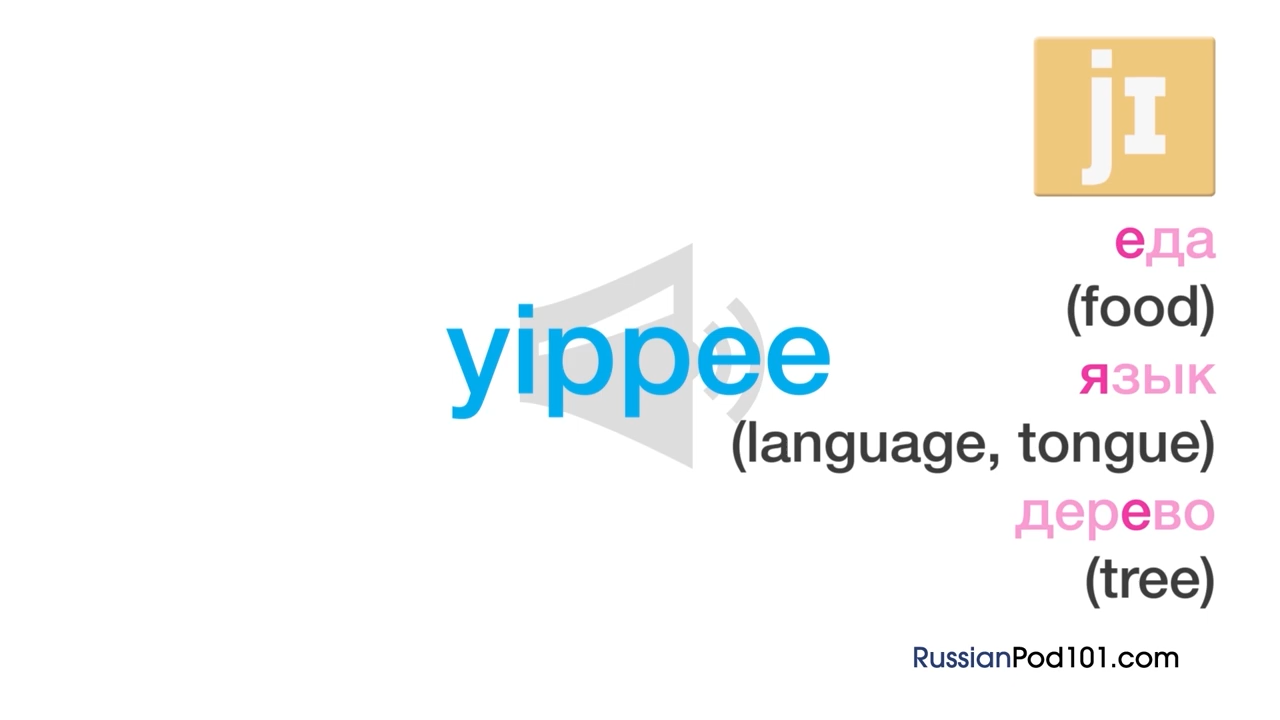 jɪ
еда
(food)
yippee
язык
(language, tongue)
дерево
(tree)
RussianPod101.com